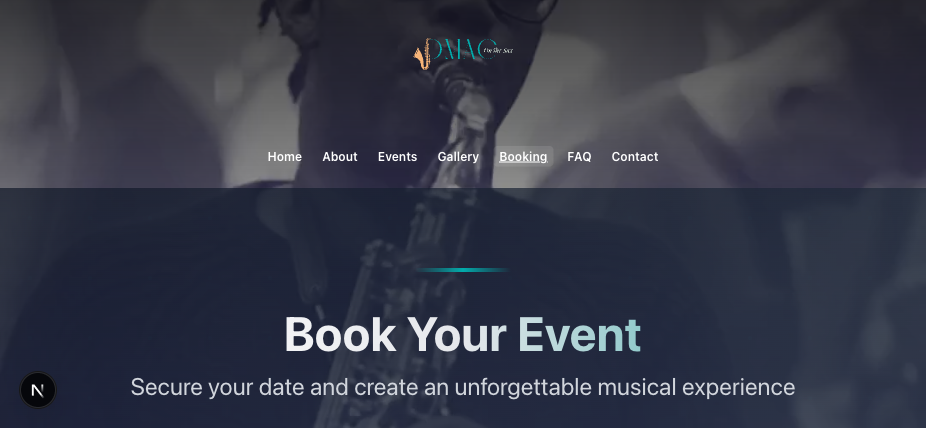 DMAC On The Sax
Home About Events Gallery Booking FAQ Contact
Book Your Event
Secure your date and create an unforgettable musical experience
N